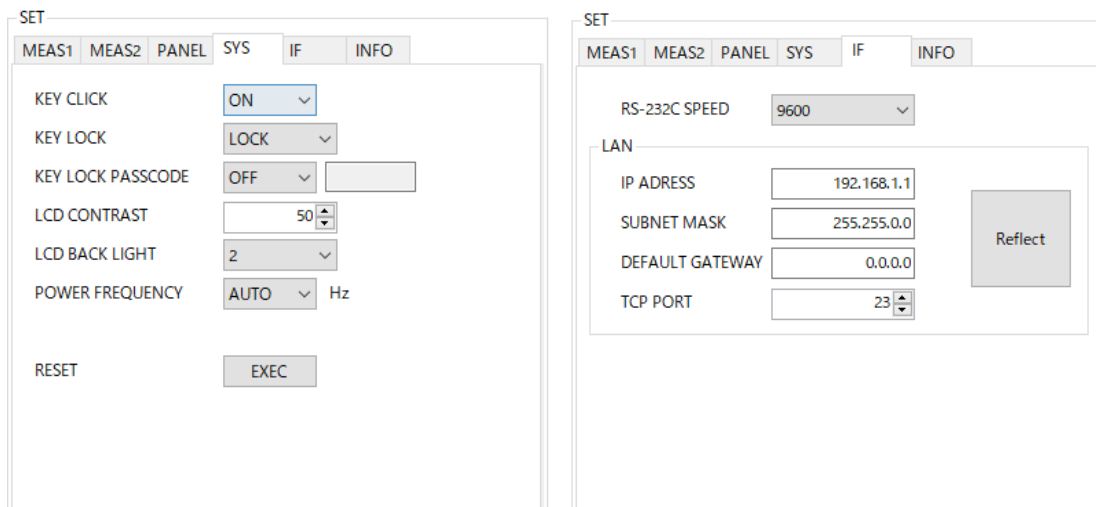 SET
MEAS1 MEAS2 PANEL SYS IF INFO
KEY CLICK ON
KEY LOCK LOCK
KEY LOCK PASSCODE OFF
LCD CONTRAST 50
LCD BACK LIGHT 2
POWER FREQUENCY AUTO Hz
RESET EXEC
SET
MEAS1 MEAS2 PANEL SYS IF INFO
RS-232C SPEED 9600
LAN
IP ADRESS 192.168.1.1
SUBNET MASK 255.255.0.0
DEFAULT GATEWAY 0.0.0.0
TCP PORT 23
Reflect